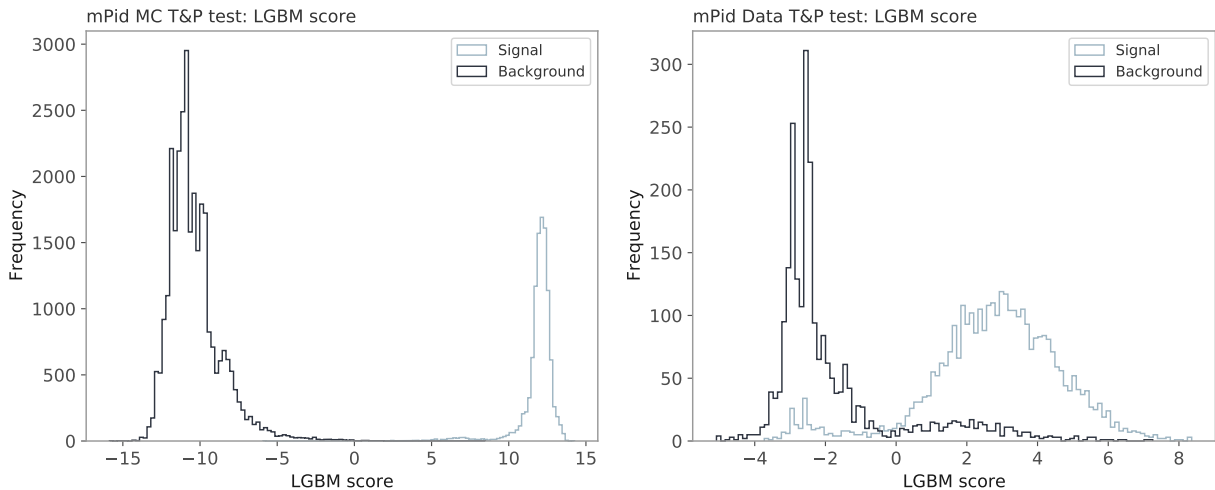 mPid MC T&P test: LGBM score
3000
2500
2000
1500
1000
500
0
Frequency
Signal
Background
−15 −10 −5 0 5 10 15
LGBM score
mPid Data T&P test: LGBM score
300
250
200
150
100
50
0
Frequency
Signal
Background
−4 −2 0 2 4 6 8
LGBM score